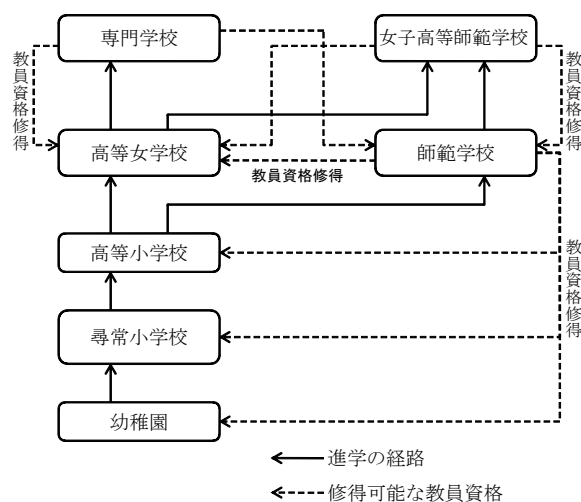 専門学校
女子高等師範学校
教員資格修得
教員資格修得
高等女学校
師範学校
教員資格修得
高等小学校
教員資格修得
尋常小学校
幼稚園
進学の経路
修得可能な教員資格